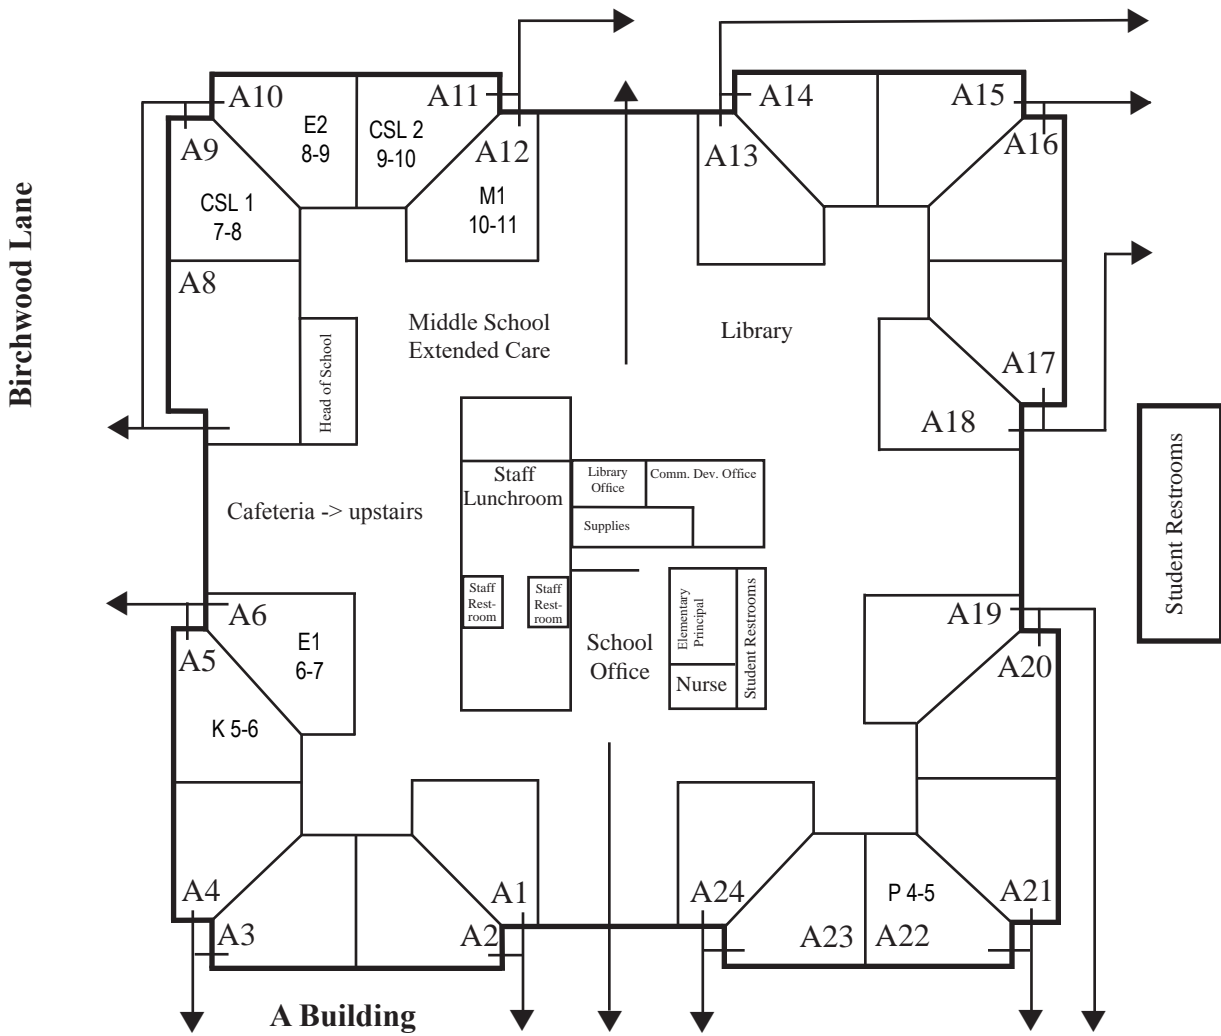 A10
A11
A14
A15
E2
8-9
CSL 2
9-10
A9
A12
A13
A16
CSL 1
7-8
M1
10-11
Birchwood Lane
A8
Middle School
Extended Care
Library
Head of School
A17
A18
Staff
Lunchroom
Library
Office
Comm. Dev. Office
Supplies
Student Restrooms
Cafeteria -> upstairs
Staff
Rest-
room
Staff
Rest-
room
Elementary
Principal
Student Restrooms
School
Office
Nurse
A6
E1
6-7
A5
K 5-6
A19
A20
A4
A3
A1
A2
A24
A23
P 4-5
A22
A21
A Building